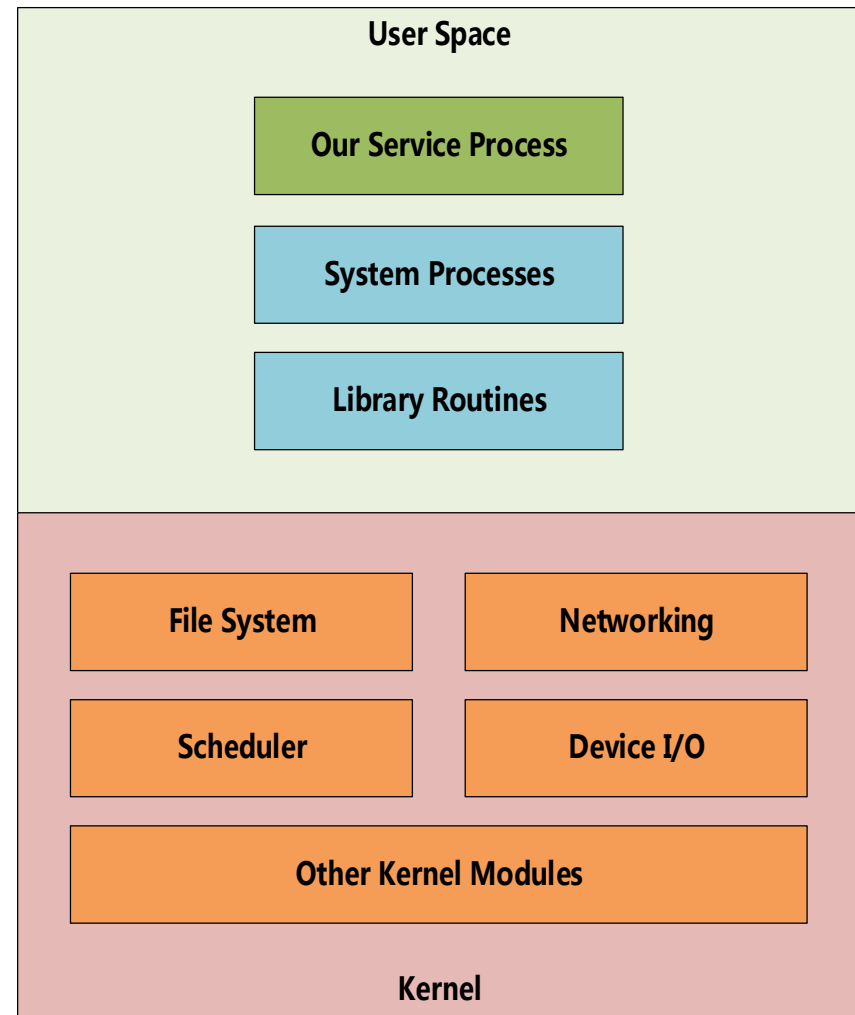 User Space
Our Service Process
System Processes
Library Routines
File System
Networking
Scheduler
Device I/O
Other Kernel Modules
Kernel